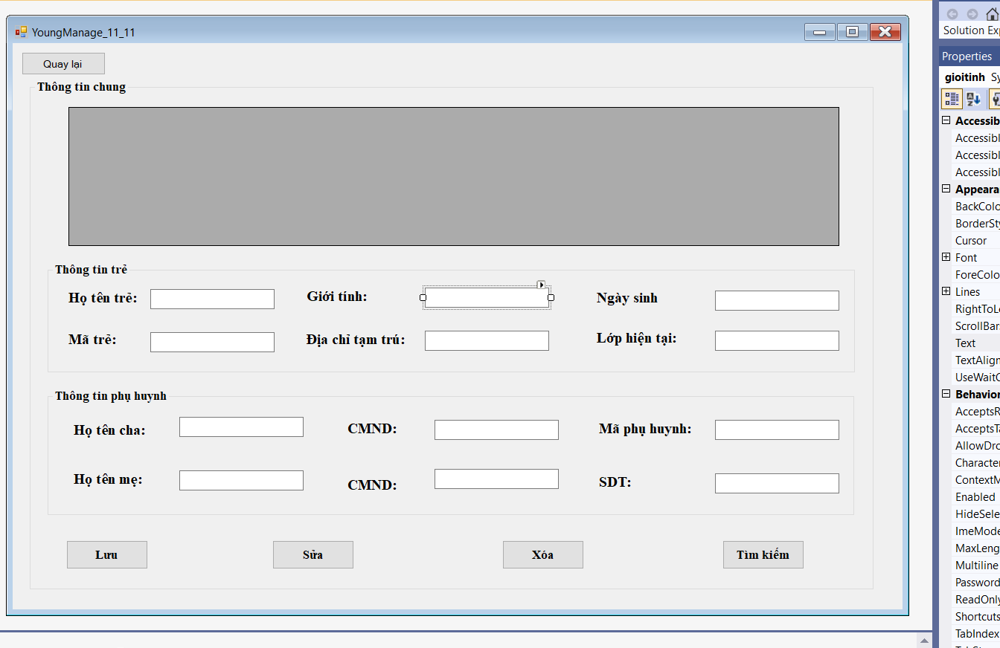 YoungManage_11_11
Quay lại
Thông tin chung
Thông tin trẻ
Họ tên trẻ:
Giới tính:
Ngày sinh
Mã trẻ:
Địa chỉ tạm trú:
Lớp hiện tại:
Thông tin phụ huynh
Họ tên cha:
CMND:
Mã phụ huynh:
Họ tên mẹ:
CMND:
SDT:
Lưu
Sửa
Xóa
Tìm kiếm
Solution Exp
Properties
gioitinh Sy
Accessib
Accessibl
Accessibl
Accessibl
Appeara
BackColo
BorderSty
Cursor
Font
ForeColo
Lines
RightToLe
ScrollBar
Text
TextAlign
UseWaitC
Behavior
AcceptsR
AcceptsTa
AllowDro
Character
ContextM
Enabled
HideSele
ImeMode
MaxLeng
Multiline
Password
ReadOnly
Shortcuts
TabIndex